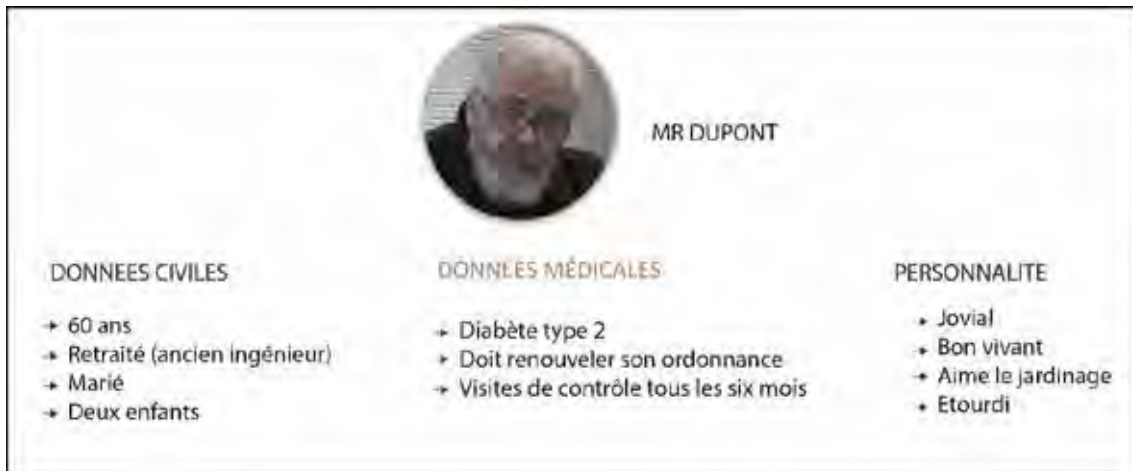 MR DUPONT
DONNEES CIVILES
→ 60 ans
→ Retraité (ancien ingénieur)
→ Marié
→ Deux enfants
DONNEES MÉDICALES
→ Diabète type 2
→ Doit renouveler son ordonnance
→ Visites de contrôle tous les six mois
PERSONNALITE
→ Jovial
→ Bon vivant
→ Aime le jardinage
→ Etourdi